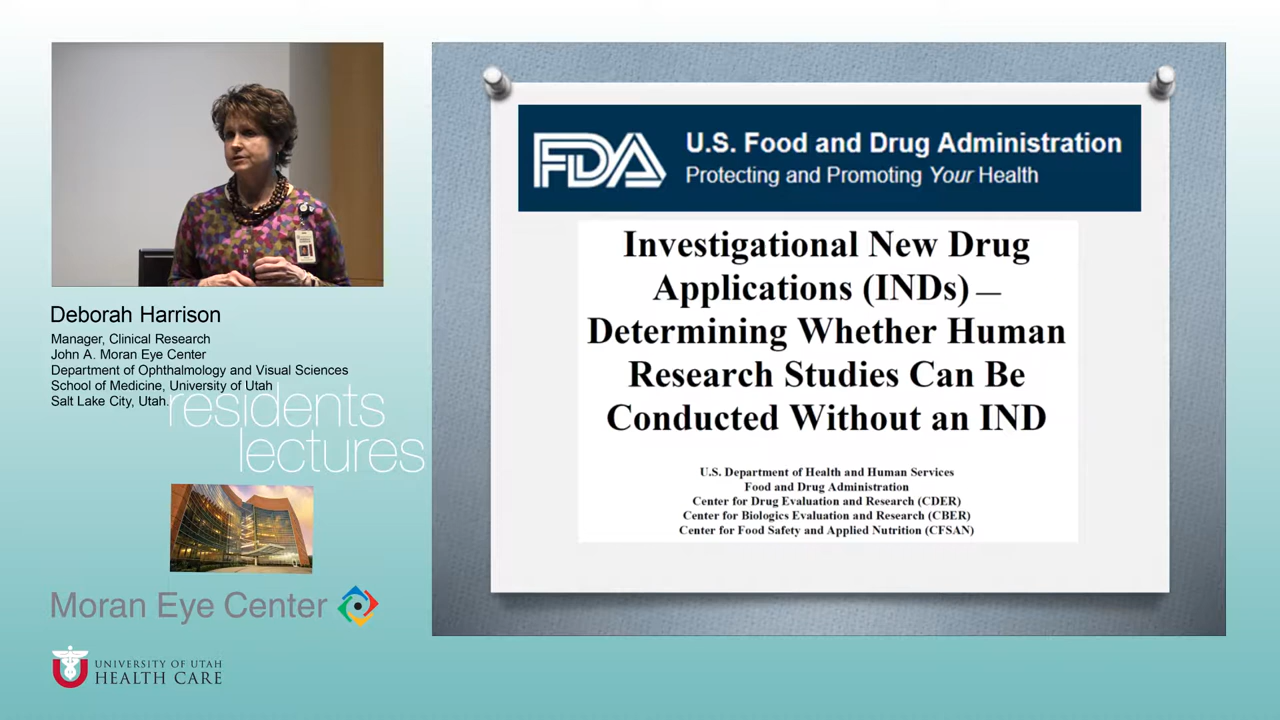 Deborah Harrison
Manager, Clinical Research
John A. Moran Eye Center
Department of Ophthalmology and Visual Sciences
School of Medicine, University of Utah
Salt Lake City, Utah.
residents
lectures
Moran Eye Center
UNIVERSITY OF UTAH
HEALTH CARE
FDA
U.S. Food and Drug Administration
Protecting and Promoting Your Health
Investigational New Drug
Applications (INDs) —
Determining Whether Human
Research Studies Can Be
Conducted Without an IND
U.S. Department of Health and Human Services
Food and Drug Administration
Center for Drug Evaluation and Research (CDER)
Center for Biologics Evaluation and Research (CBER)
Center for Food Safety and Applied Nutrition (CFSAN)